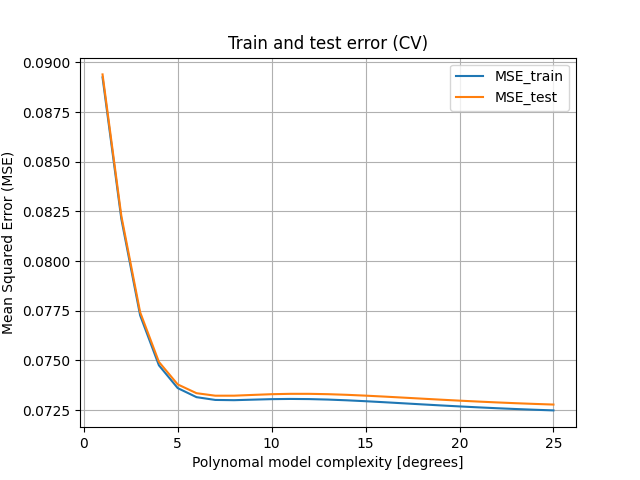 Train and test error (CV)
MSE_train
MSE_test
Mean Squared Error (MSE)
0.0900
0.0875
0.0850
0.0825
0.0800
0.0775
0.0750
0.0725
0 5 10 15 20 25
Polynomal model complexity [degrees]